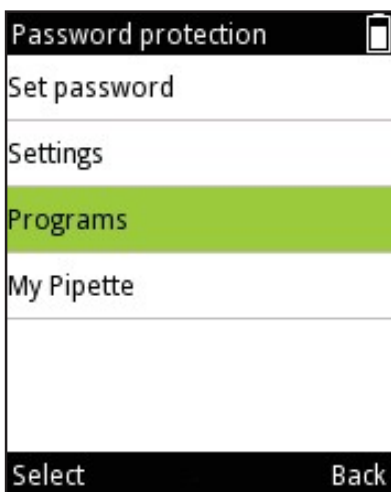 Password protection
Set password
Settings
Programs
My Pipette
Select Back